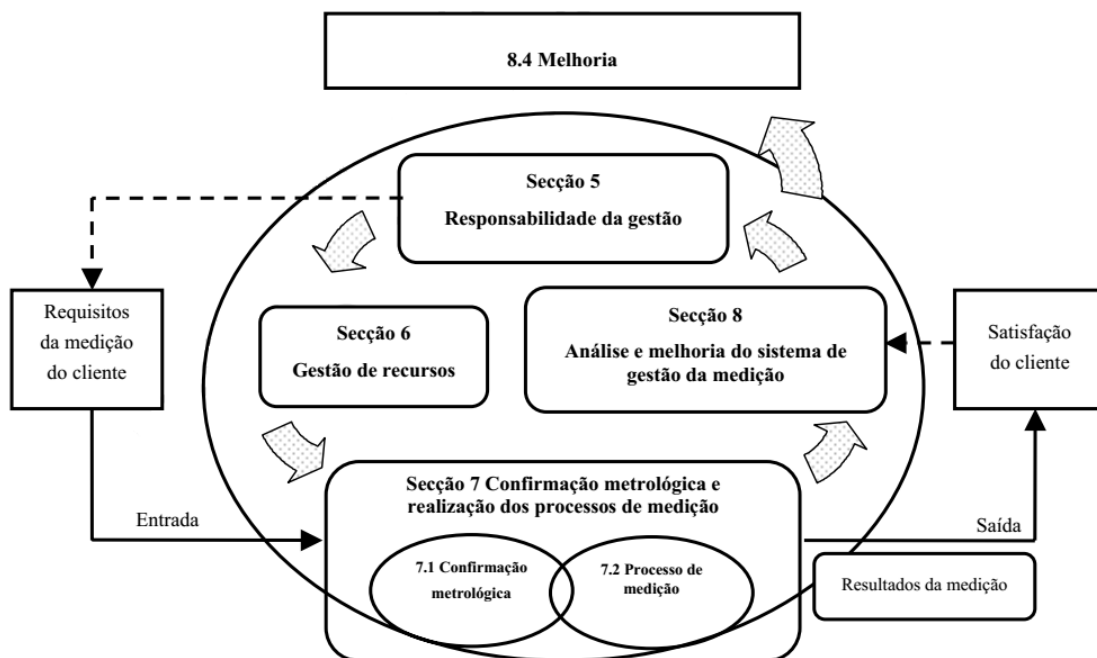 8.4 Melhoria
Secção 5
Responsabilidade da gestão
Requisitos
da medição
do cliente
Secção 6
Gestão de recursos
Secção 8
Análise e melhoria do sistema de
gestão da medição
Satisfação
do cliente
Secção 7 Confirmação metrológica e
realização dos processos de medição
Entrada
Saída
7.1 Confirmação
metrológica
7.2 Processo de
medição
Resultados da medição